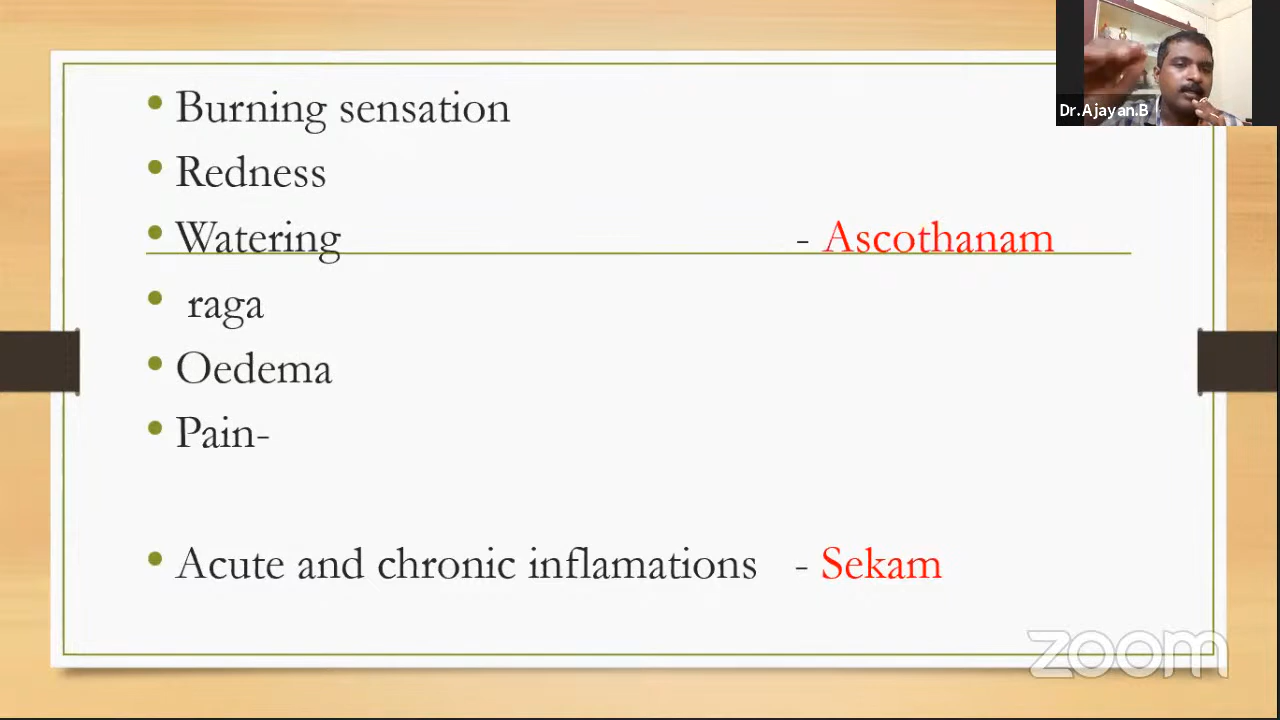 Burning sensation
Redness
Watering - Ascothanam
raga
Oedema
Pain-
Acute and chronic inflamations - Sekam
Dr.Ajayan.B
zoom